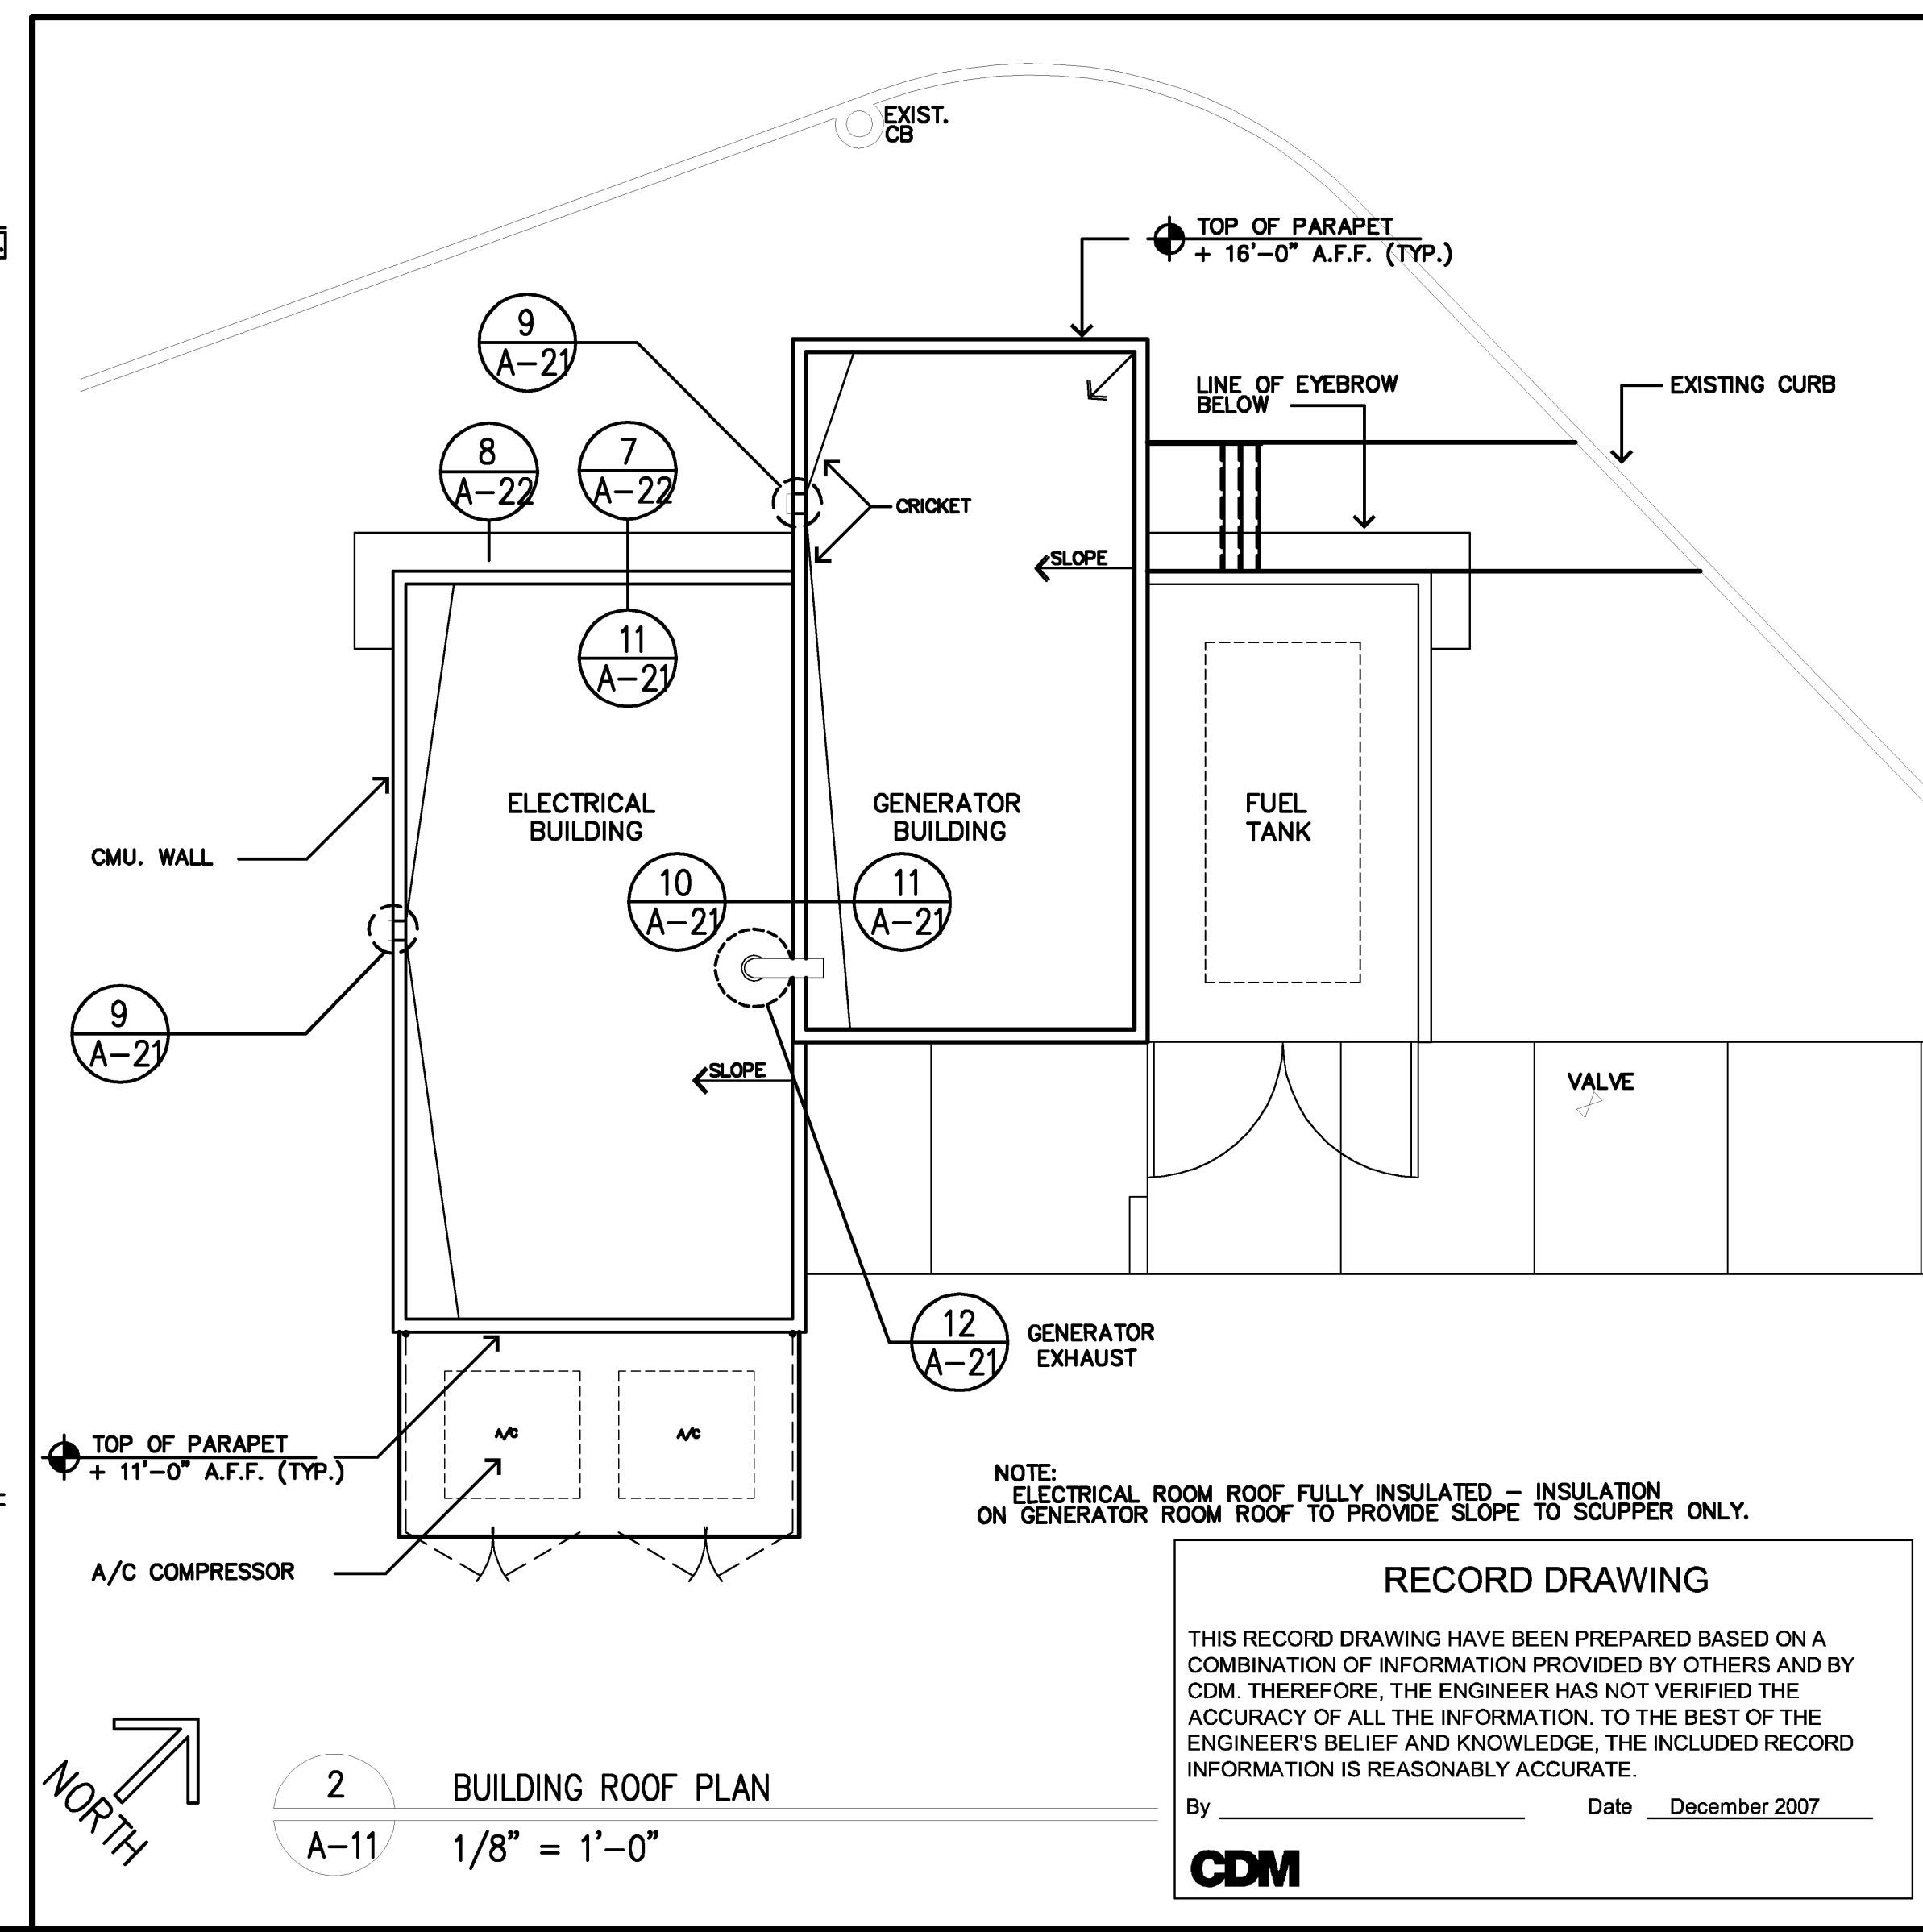 EXIST.
CB
TOP OF PARAPET
+ 16'-0" A.F.F. (TYP.)
9
A-21
LINE OF EYEBROW
BELOW
EXISTING CURB
8
A-22
7
A-22
CRICKET
SLOPE
11
A-21
ELECTRICAL
BUILDING
GENERATOR
BUILDING
FUEL
TANK
CMU. WALL
10
A-21
11
A-21
9
A-21
SLOPE
VALVE
12
A-21
GENERATOR
EXHAUST
A/C
A/C
TOP OF PARAPET
+ 11'-0" A.F.F. (TYP.)
NOTE:
ELECTRICAL ROOM ROOF FULLY INSULATED - INSULATION
ON GENERATOR ROOM ROOF TO PROVIDE SLOPE TO SCUPPER ONLY.
A/C COMPRESSOR
RECORD DRAWING
THIS RECORD DRAWING HAVE BEEN PREPARED BASED ON A
COMBINATION OF INFORMATION PROVIDED BY OTHERS AND BY
CDM. THEREFORE, THE ENGINEER HAS NOT VERIFIED THE
ACCURACY OF ALL THE INFORMATION. TO THE BEST OF THE
ENGINEER'S BELIEF AND KNOWLEDGE, THE INCLUDED RECORD
INFORMATION IS REASONABLY ACCURATE.
By Date December 2007
CDM
NORTH
2
A-11
BUILDING ROOF PLAN
1/8" = 1'-0"